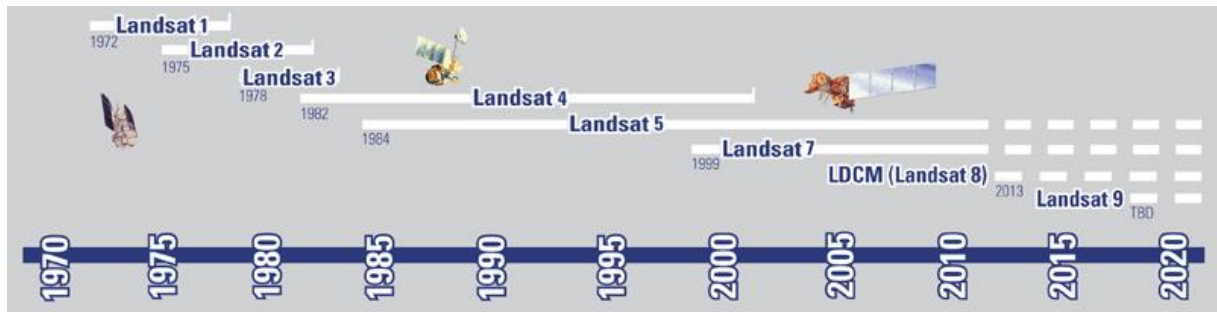 Landsat 1
1972
Landsat 2
1975
Landsat 3
1978
Landsat 4
1982
Landsat 5
1984
Landsat 7
1999
LDCM (Landsat 8)
2013
Landsat 9
TBD
1970
1975
1980
1985
1990
1995
2000
2005
2010
2015
2020